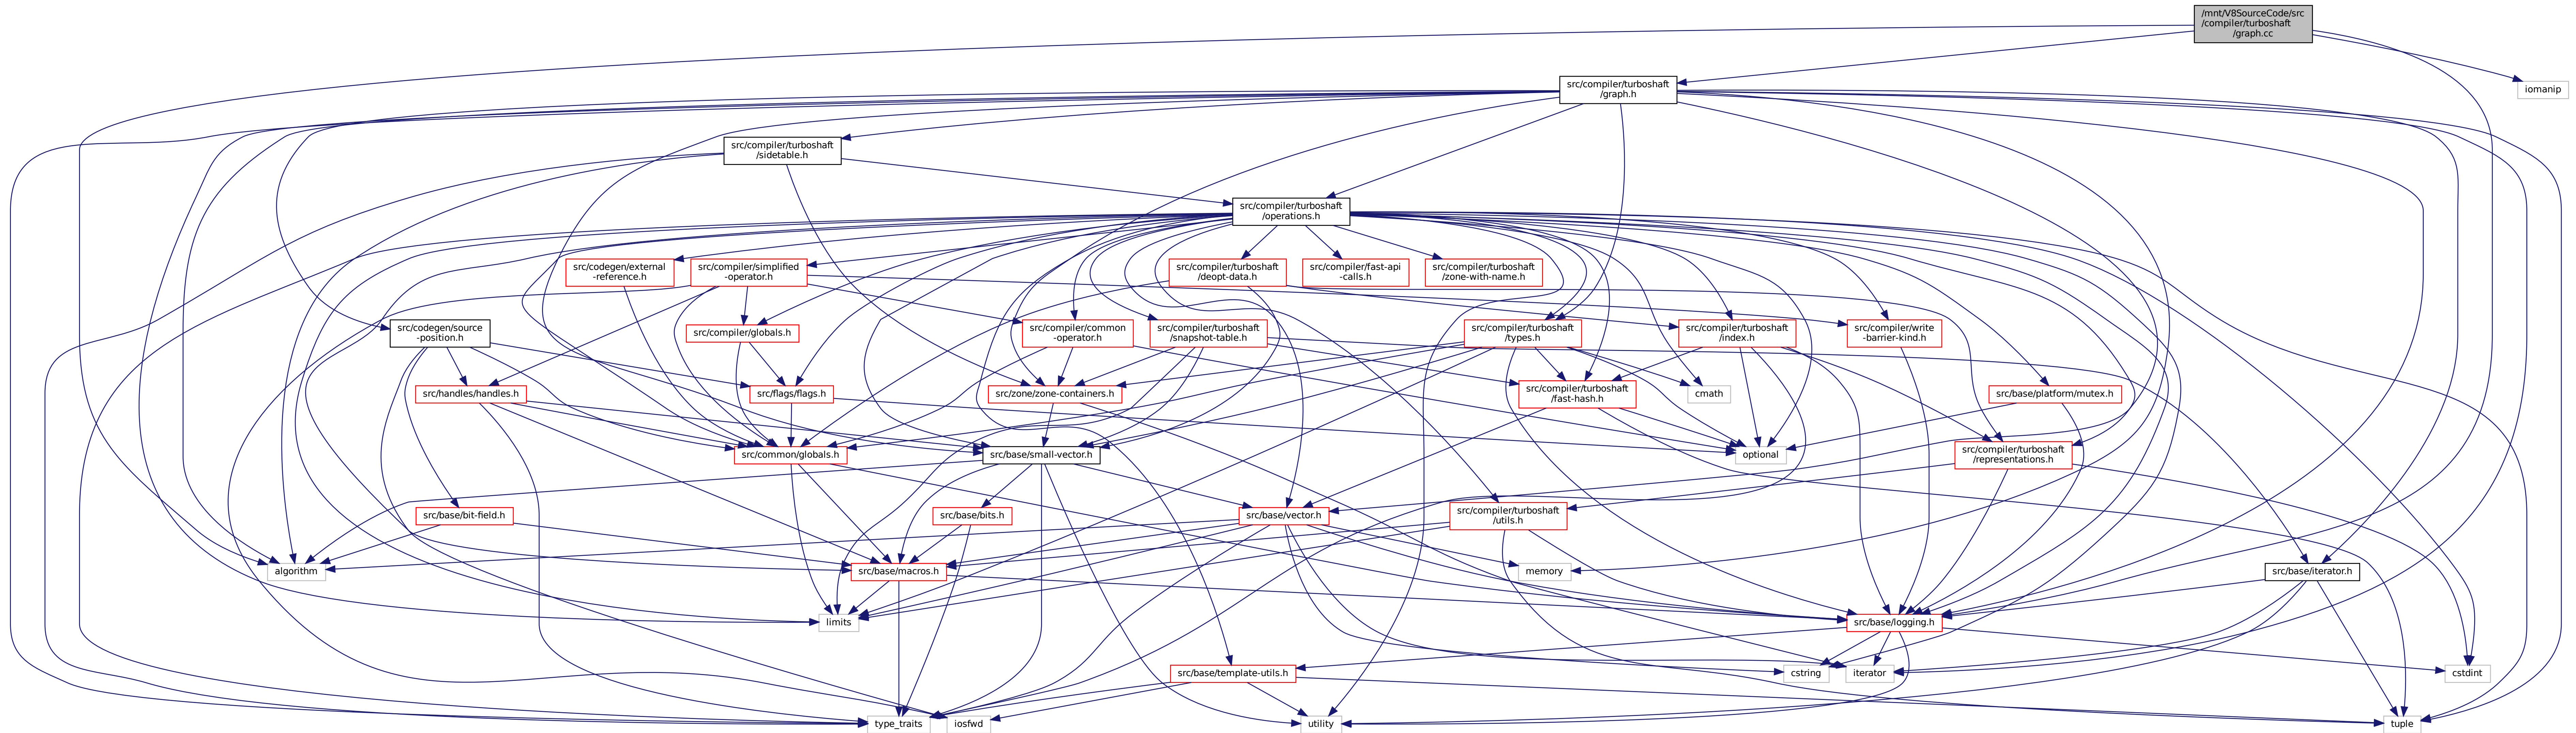 /mnt/V8SourceCode/src
/compiler/turboshaft
/graph.cc
src/compiler/turboshaft
/graph.h
iomanip
src/compiler/turboshaft
/sidetable.h
src/compiler/turboshaft
/operations.h
src/codegen/external
-reference.h
src/compiler/simplified
-operator.h
src/compiler/turboshaft
/deopt-data.h
src/compiler/fast-api
-calls.h
src/compiler/turboshaft
/zone-with-name.h
src/codegen/source
-position.h
src/compiler/globals.h
src/compiler/common
-operator.h
src/compiler/turboshaft
/snapshot-table.h
src/compiler/turboshaft
/types.h
src/compiler/turboshaft
/index.h
src/compiler/write
-barrier-kind.h
src/handles/handles.h
src/flags/flags.h
src/zone/zone-containers.h
src/compiler/turboshaft
/fast-hash.h
cmath
src/base/platform/mutex.h
src/common/globals.h
src/base/small-vector.h
optional
src/compiler/turboshaft
/representations.h
src/base/bit-field.h
src/base/bits.h
src/base/vector.h
src/compiler/turboshaft
/utils.h
algorithm
src/base/macros.h
memory
src/base/iterator.h
limits
src/base/logging.h
src/base/template-utils.h
cstring
iterator
cstdint
type_traits
iosfwd
utility
tuple